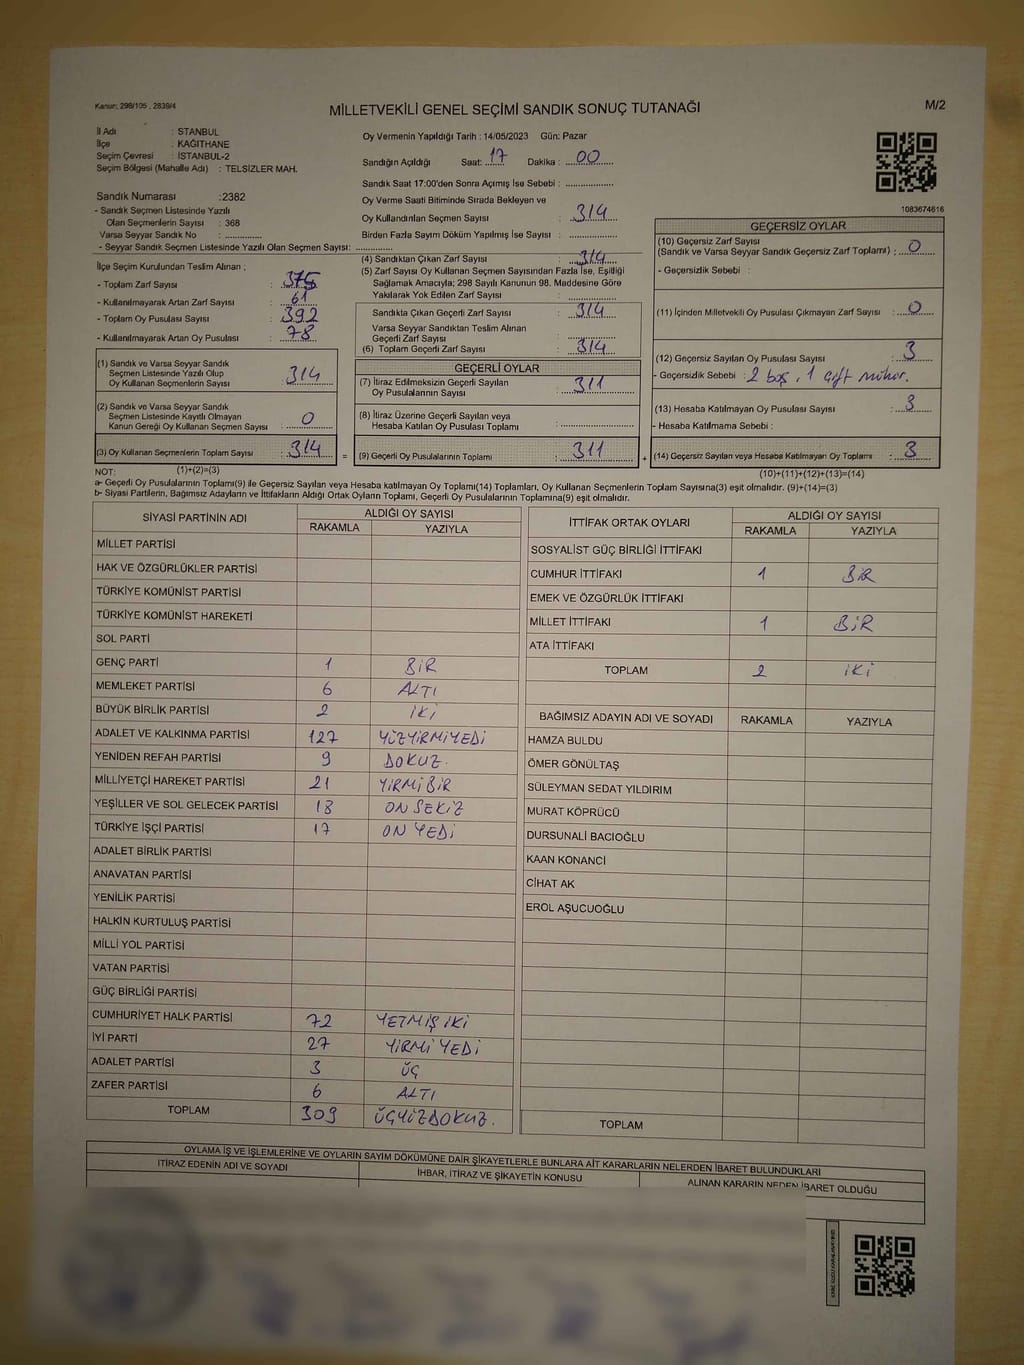 Kanun: 298/105 , 2839/4
MİLLETVEKİLİ GENEL SEÇİMİ SANDIK SONUÇ TUTANAĞI
M/2
İl Adı : STANBUL
İlçe : KAĞITHANE
Seçim Çevresi : İSTANBUL-2
Seçim Bölgesi (Mahalle Adı) : TELSİZLER MAH.
Sandık Numarası :2382
- Sandık Seçmen Listesinde Yazılı
Olan Seçmenlerin Sayısı : 368
Varsa Seyyar Sandık No :
- Seyyar Sandık Seçmen Listesinde Yazılı Olan Seçmen Sayısı:
Oy Vermenin Yapıldığı Tarih : 14/05/2023 Gün: Pazar
Sandığın Açıldığı Saat: 17 Dakika : 00
Sandık Saat 17:00'den Sonra Açımış İse Sebebi :
Oy Verme Saati Bitiminde Sırada Bekleyen ve
Oy Kullandırılan Seçmen Sayısı : 314
Birden Fazla Sayım Döküm Yapılmış İse Sayısı :
1083674616
İlçe Seçim Kurulundan Teslim Alınan ;
- Toplam Zarf Sayısı : 375
- Kullanılmayarak Artan Zarf Sayısı : 61
- Toplam Oy Pusulası Sayısı : 392
- Kullanılmayarak Artan Oy Pusulası : 78
(4) Sandıktan Çıkan Zarf Sayısı : 314
(5) Zarf Sayısı Oy Kullanan Seçmen Sayısından Fazla İse, Eşitliği
Sağlamak Amacıyla; 298 Sayılı Kanunun 98. Maddesine Göre
Yakılarak Yok Edilen Zarf Sayısı :
Sandıkta Çıkan Geçerli Zarf Sayısı : 314
Varsa Seyyar Sandıktan Teslim Alınan
Geçerli Zarf Sayısı :
(6) Toplam Geçerli Zarf Sayısı : 314
GEÇERSİZ OYLAR
(10) Geçersiz Zarf Sayısı
(Sandık ve Varsa Seyyar Sandık Geçersiz Zarf Toplamı) : 0
- Geçersizlik Sebebi :
(11) İçinden Milletvekili Oy Pusulası Çıkmayan Zarf Sayısı : 0
(12) Geçersiz Sayılan Oy Pusulası Sayısı : 3
- Geçersizlik Sebebi : 2 boş, 1 çift mühür.
(13) Hesaba Katılmayan Oy Pusulası Sayısı : 3
- Hesaba Katılmama Sebebi :
(14) Geçersiz Sayılan veya Hesaba Katılmayan Oy Toplamı : 3
(10)+(11)+(12)+(13)=(14)
(1) Sandık ve Varsa Seyyar Sandık
Seçmen Listesinde Yazılı Olup
Oy Kullanan Seçmenlerin Sayısı : 314
(2) Sandık ve Varsa Seyyar Sandık
Seçmen Listesinde Kayıtlı Olmayan
Kanun Gereği Oy Kullanan Seçmen Sayısı : 0
(3) Oy Kullanan Seçmenlerin Toplam Sayısı : 314
=
GEÇERLİ OYLAR
(7) İtiraz Edilmeksizin Geçerli Sayılan
Oy Pusulalarının Sayısı : 311
(8) İtiraz Üzerine Geçerli Sayılan veya
Hesaba Katılan Oy Pusulası Toplamı :
(9) Geçerli Oy Pusulalarının Toplamı : 311
+
NOT: (1)+(2)=(3)
a- Geçerli Oy Pusulalarının Toplamı(9) ile Geçersiz Sayılan veya Hesaba katılmayan Oy Toplamı(14) Toplamları, Oy Kullanan Seçmenlerin Toplam Sayısına(3) eşit olmalıdır. (9)+(14)=(3)
b- Siyasi Partilerin, Bağımsız Adayların ve İttifakların Aldığı Ortak Oyların Toplamı, Geçerli Oy Pusulalarının Toplamına(9) eşit olmalıdır.
SİYASİ PARTİNİN ADI ALDIĞI OY SAYISI
RAKAMLA YAZIYLA
MİLLET PARTİSİ
HAK VE ÖZGÜRLÜKLER PARTİSİ
TÜRKİYE KOMÜNİST PARTİSİ
TÜRKİYE KOMÜNİST HAREKETİ
SOL PARTİ
GENÇ PARTİ 1 BİR
MEMLEKET PARTİSİ 6 ALTI
BÜYÜK BİRLİK PARTİSİ 2 İKİ
ADALET VE KALKINMA PARTİSİ 127 YÜZYİRMİYEDİ
YENİDEN REFAH PARTİSİ 9 DOKUZ.
MİLLİYETÇİ HAREKET PARTİSİ 21 YİRMİBİR
YEŞİLLER VE SOL GELECEK PARTİSİ 18 ON SEKİZ
TÜRKİYE İŞÇİ PARTİSİ 17 ON YEDİ
ADALET BİRLİK PARTİSİ
ANAVATAN PARTİSİ
YENİLİK PARTİSİ
HALKIN KURTULUŞ PARTİSİ
MİLLİ YOL PARTİSİ
VATAN PARTİSİ
GÜÇ BİRLİĞİ PARTİSİ
CUMHURİYET HALK PARTİSİ 72 YETMİŞ İKİ
İYİ PARTİ 27 YİRMİ YEDİ
ADALET PARTİSİ 3 ÜÇ
ZAFER PARTİSİ 6 ALTI
TOPLAM 309 ÜÇYÜZDOKUZ.
İTTİFAK ORTAK OYLARI ALDIĞI OY SAYISI
RAKAMLA YAZIYLA
SOSYALİST GÜÇ BİRLİĞİ İTTİFAKI
CUMHUR İTTİFAKI 1 BİR
EMEK VE ÖZGÜRLÜK İTTİFAKI
MİLLET İTTİFAKI 1 BİR
ATA İTTİFAKI
TOPLAM 2 İKİ
BAĞIMSIZ ADAYIN ADI VE SOYADI RAKAMLA YAZIYLA
HAMZA BULDU
ÖMER GÖNÜLTAŞ
SÜLEYMAN SEDAT YILDIRIM
MURAT KÖPRÜCÜ
DURSUNALİ BACIOĞLU
KAAN KONANCİ
CİHAT AK
EROL AŞUCUOĞLU
TOPLAM
OYLAMA İŞ VE İŞLEMLERİNE VE OYLARIN SAYIM DÖKÜMÜNE DAİR ŞİKAYETLERLE BUNLARA AİT KARARLARIN NELERDEN İBARET BULUNDUKLARI
İTİRAZ EDENİN ADI VE SOYADI İHBAR, İTİRAZ VE ŞİKAYETİN KONUSU ALINAN KARARIN NEDEN İBARET OLDUĞU